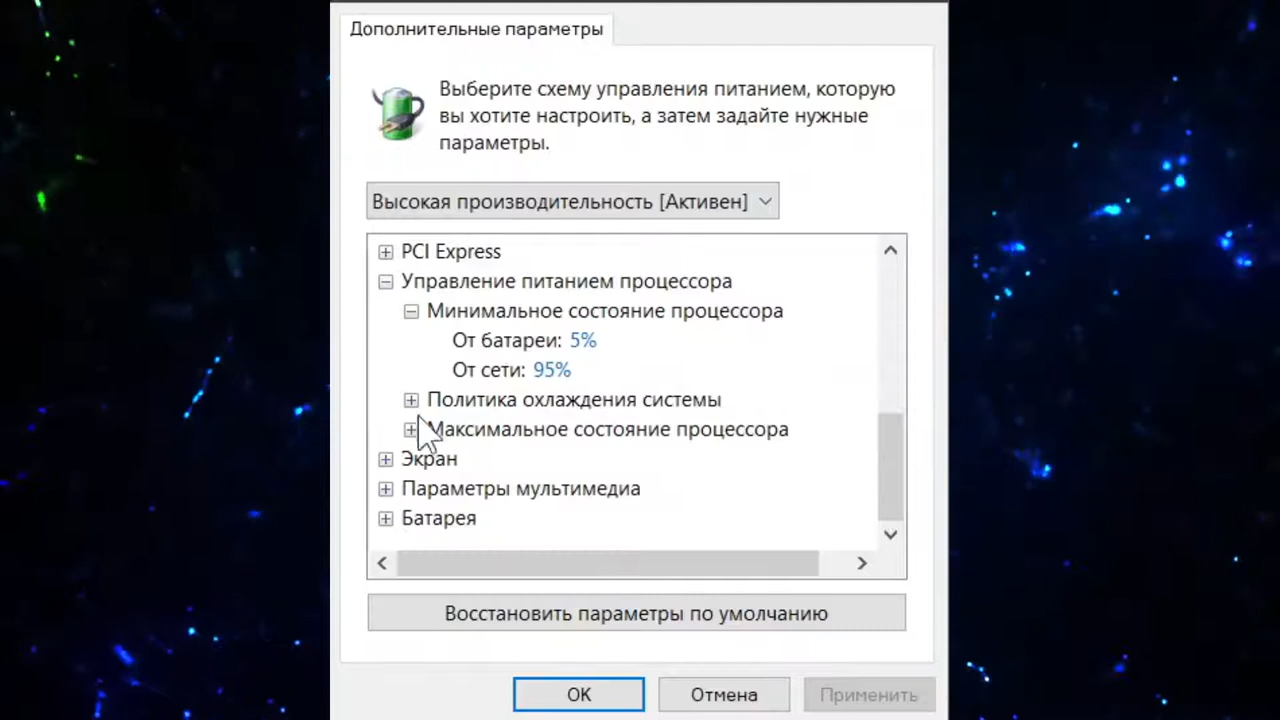 Дополнительные параметры
Выберите схему управления питанием, которую
вы хотите настроить, а затем задайте нужные
параметры.
Высокая производительность [Активен]
PCI Express
Управление питанием процессора
Минимальное состояние процессора
От батареи: 5%
От сети: 95%
Политика охлаждения системы
Максимальное состояние процессора
Экран
Параметры мультимедиа
Батарея
Восстановить параметры по умолчанию
ОК
Отмена
Применить